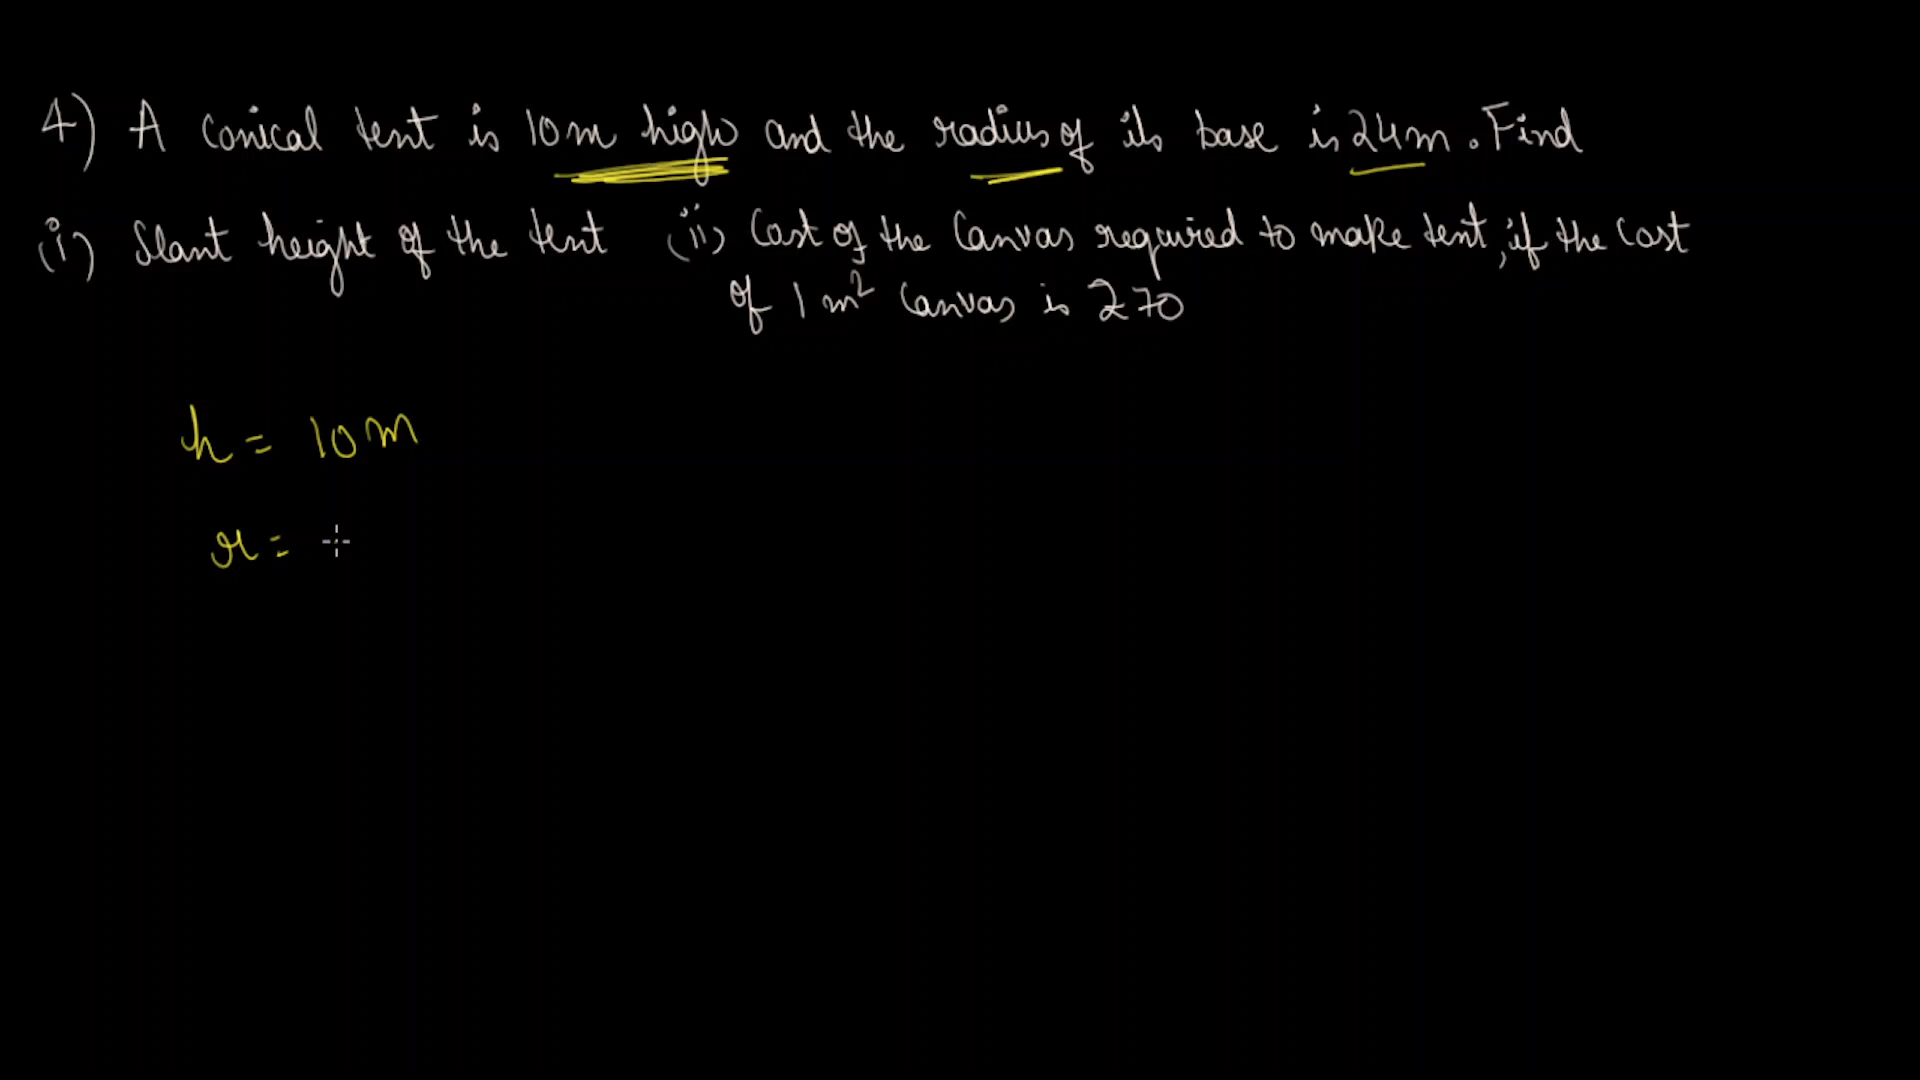 4) A Conical tent is 10m high and the radius of its base is 24m. Find
(i) Slant height of the tent (ii) Cost of the Canvas required to make tent, if the Cost
of 1 m² Canvas is 270
h = 10m
r =